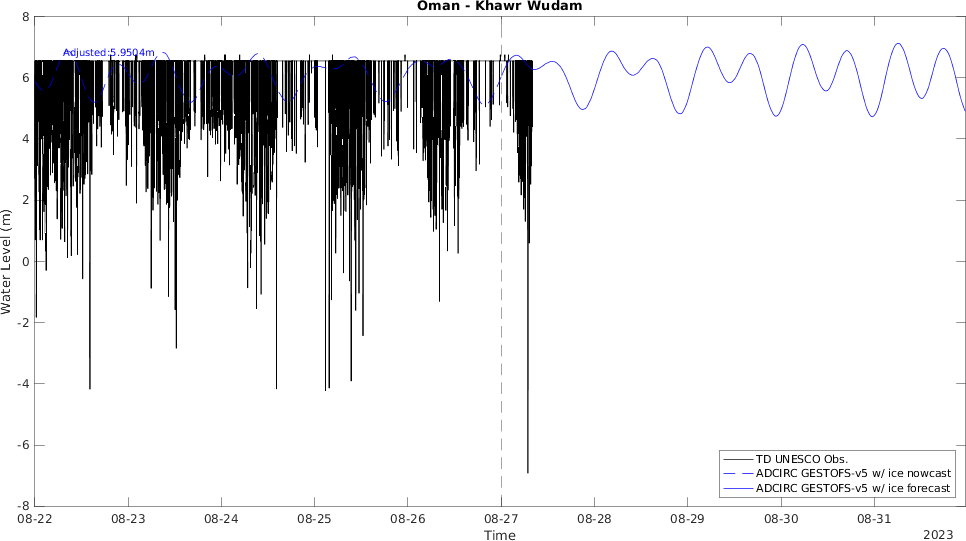 Oman - Khawr Wudam
Adjusted:5.9504m
Water Level (m)
8
6
4
2
0
-2
-4
-6
-8
TD UNESCO Obs.
ADCIRC GESTOFS-v5 w/ ice nowcast
ADCIRC GESTOFS-v5 w/ ice forecast
08-22 08-23 08-24 08-25 08-26 08-27 08-28 08-29 08-30 08-31
Time
2023